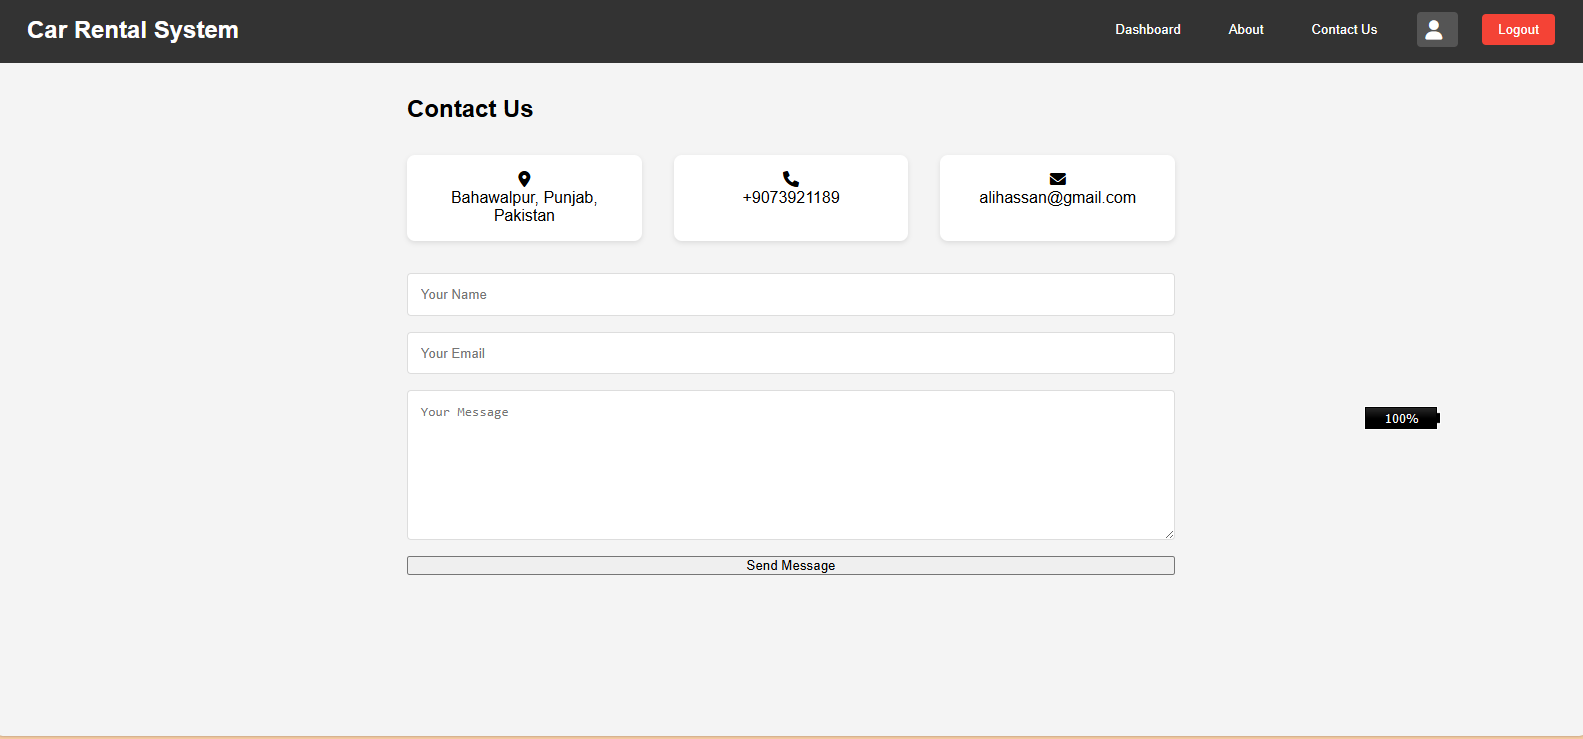 Car Rental System
Dashboard
About
Contact Us
Logout
Contact Us
Bahawalpur, Punjab,
Pakistan
+9073921189
alihassan@gmail.com
Your Name
Your Email
Your Message
100%
Send Message